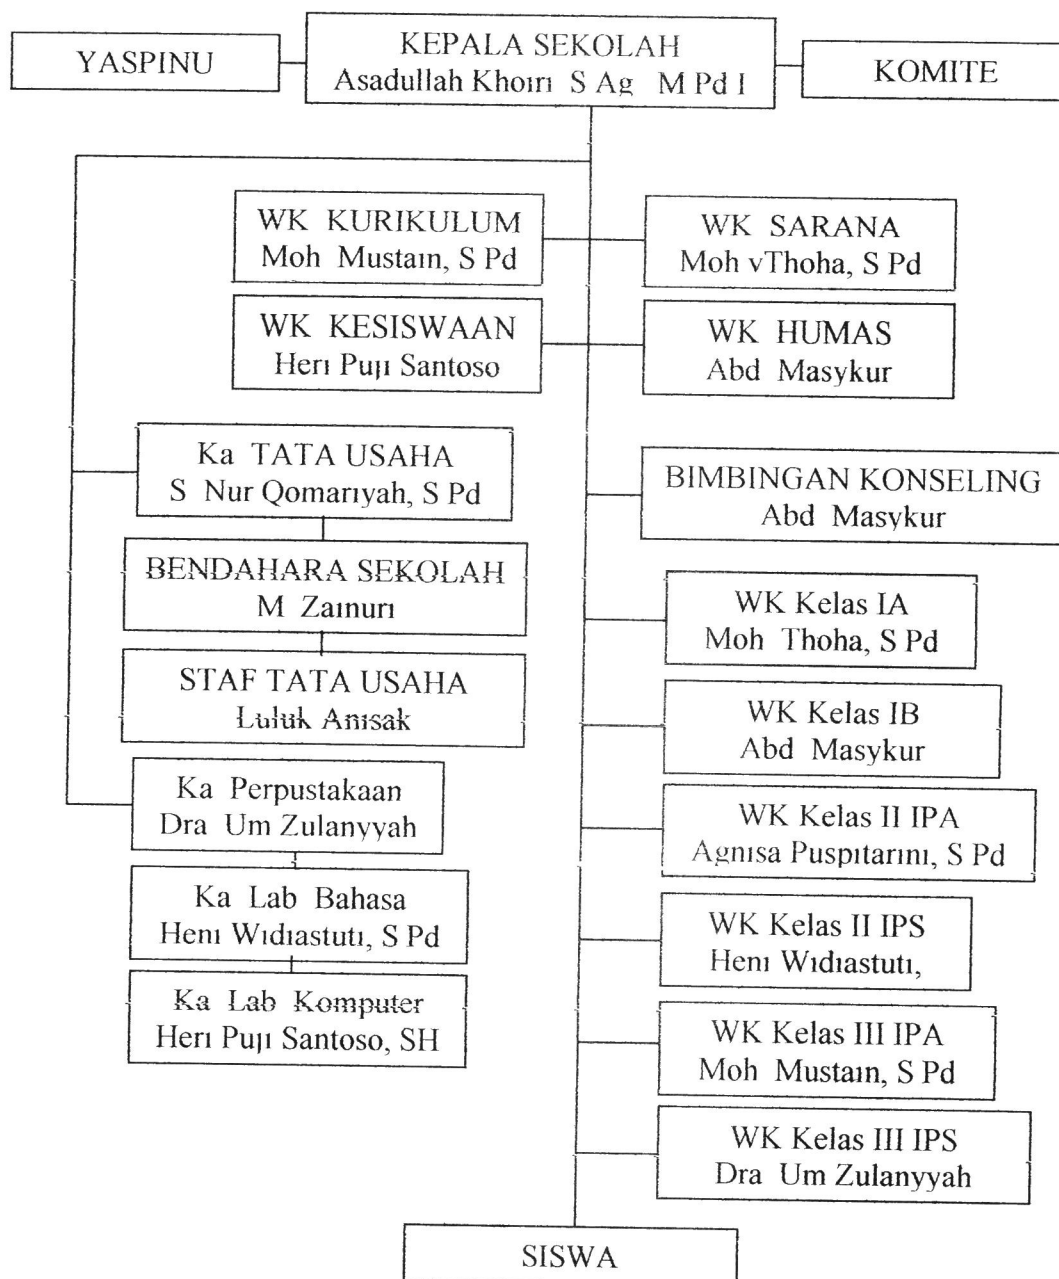 YASPINU
KEPALA SEKOLAH
Asadullah Khoiri S Ag M Pd I
KOMITE
WK KURIKULUM
Moh Mustain, S Pd
WK SARANA
Moh vThoha, S Pd
WK KESISWAAN
Heri Puji Santoso
WK HUMAS
Abd Masykur
Ka TATA USAHA
S Nur Qomariyah, S Pd
BIMBINGAN KONSELING
Abd Masykur
BENDAHARA SEKOLAH
M Zainuri
STAF TATA USAHA
Luluk Anisak
Ka Perpustakaan
Dra Um Zulanyyah
Ka Lab Bahasa
Heni Widiastuti, S Pd
Ka Lab Komputer
Heri Puji Santoso, SH
WK Kelas IA
Moh Thoha, S Pd
WK Kelas IB
Abd Masykur
WK Kelas II IPA
Agnisa Puspitarini, S Pd
WK Kelas II IPS
Heni Widiastuti,
WK Kelas III IPA
Moh Mustain, S Pd
WK Kelas III IPS
Dra Um Zulanyyah
SISWA